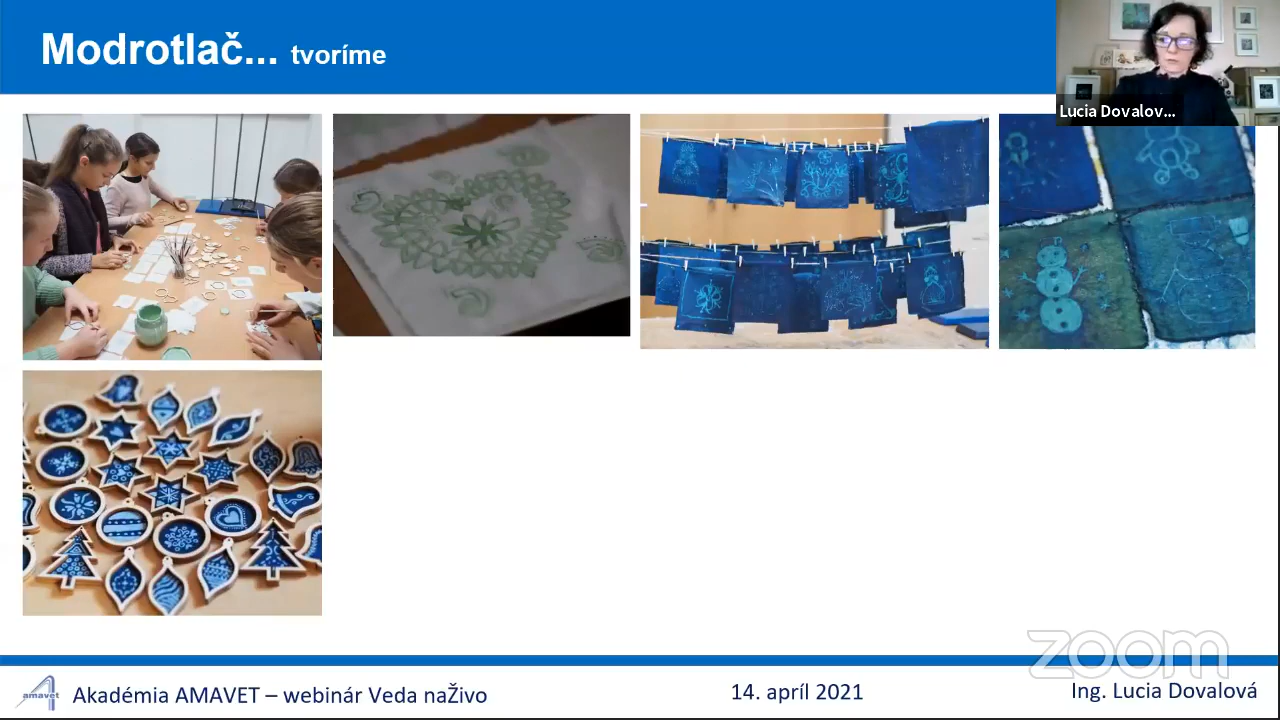 Modrotlač... tvoríme
Lucia Dovalov...
zoom
amavet
Akadémia AMAVET – webinár Veda naŽivo
14. apríl 2021
Ing. Lucia Dovalová